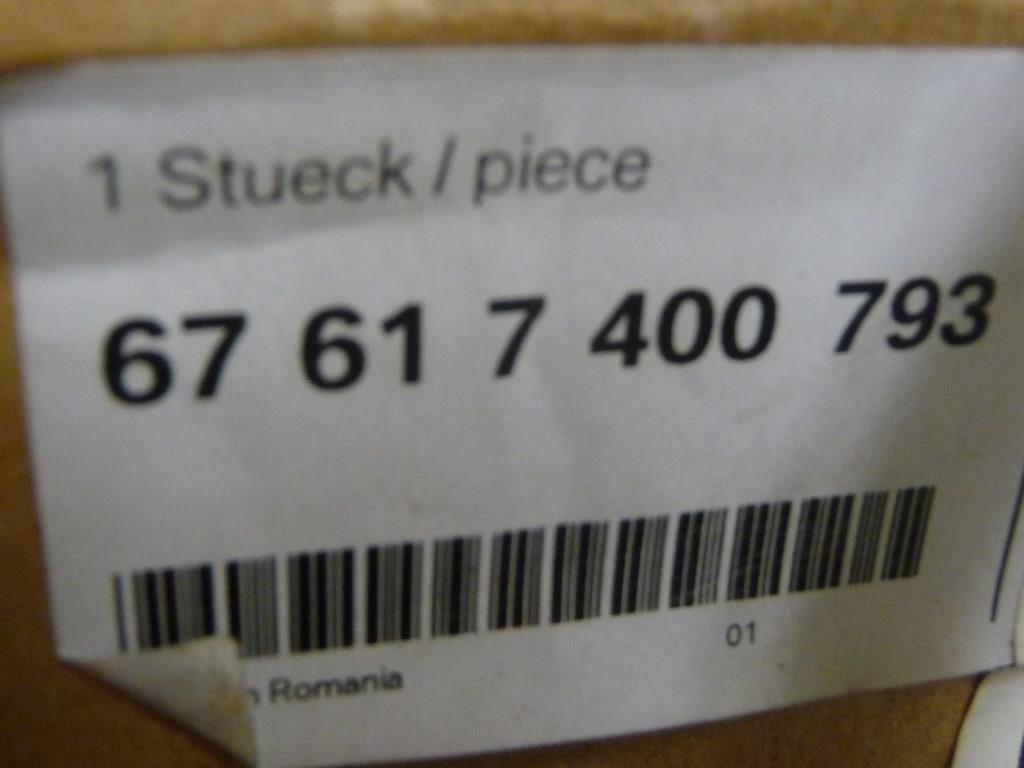 1 Stueck / piece
67 61 7 400 793
01
n Romania